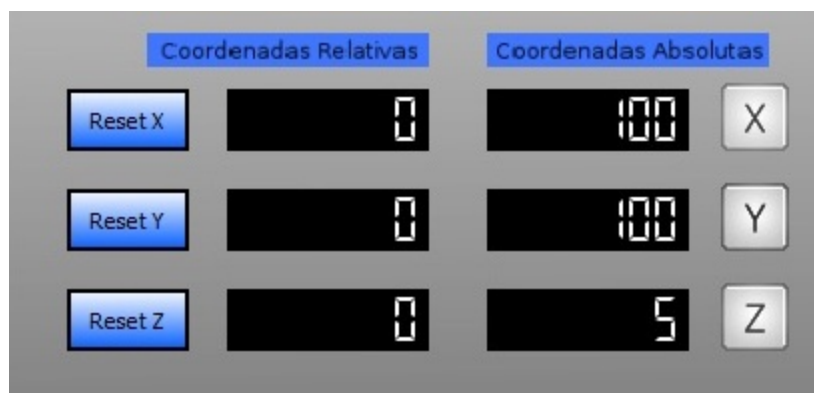 Coordenadas Relativas Coordenadas Absolutas
Reset X 0 100 X
Reset Y 0 100 Y
Reset Z 0 5 Z